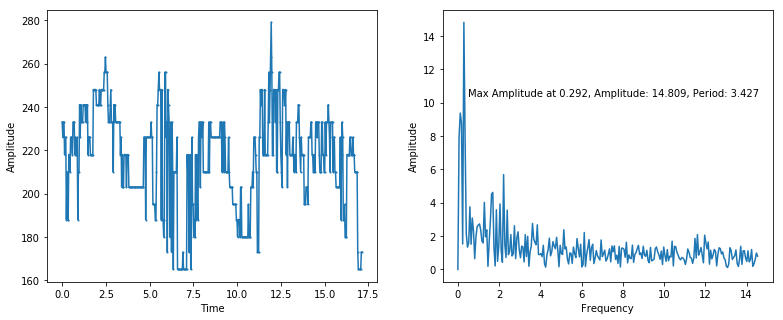 280
260
240
220
200
180
160
Amplitude
0.0 2.5 5.0 7.5 10.0 12.5 15.0 17.5
Time
14
12
10
8
6
4
2
0
Amplitude
Max Amplitude at 0.292, Amplitude: 14.809, Period: 3.427
0 2 4 6 8 10 12 14
Frequency